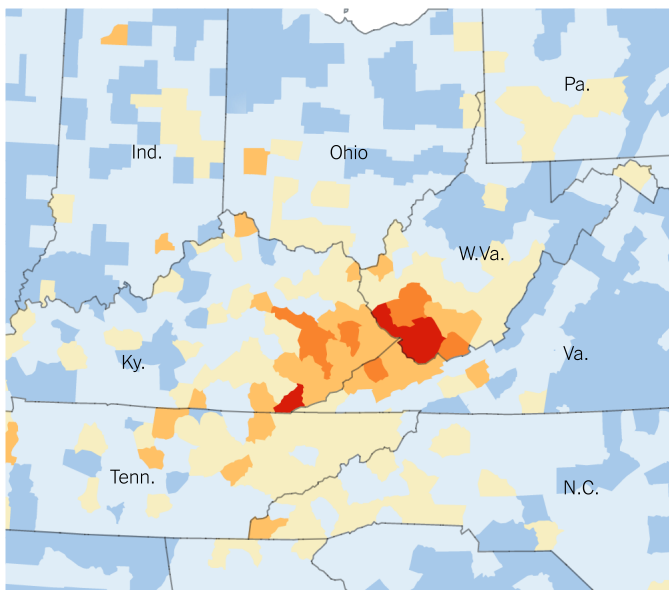 Pa.
Ind.
Ohio
W.Va.
Va.
Ky.
Tenn.
N.C.